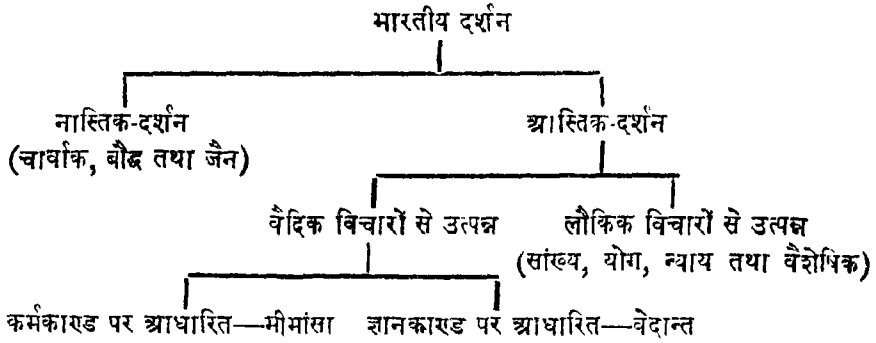 भारतीय दर्शन
नास्तिक-दर्शन आस्तिक-दर्शन
(चार्वाक, बौद्ध तथा जैन)
वैदिक विचारों से उत्पन्न लौकिक विचारों से उत्पन्न
(सांख्य, योग, न्याय तथा वैशेषिक)
कर्मकाण्ड पर आधारित—मीमांसा ज्ञानकाण्ड पर आधारित—वेदान्त